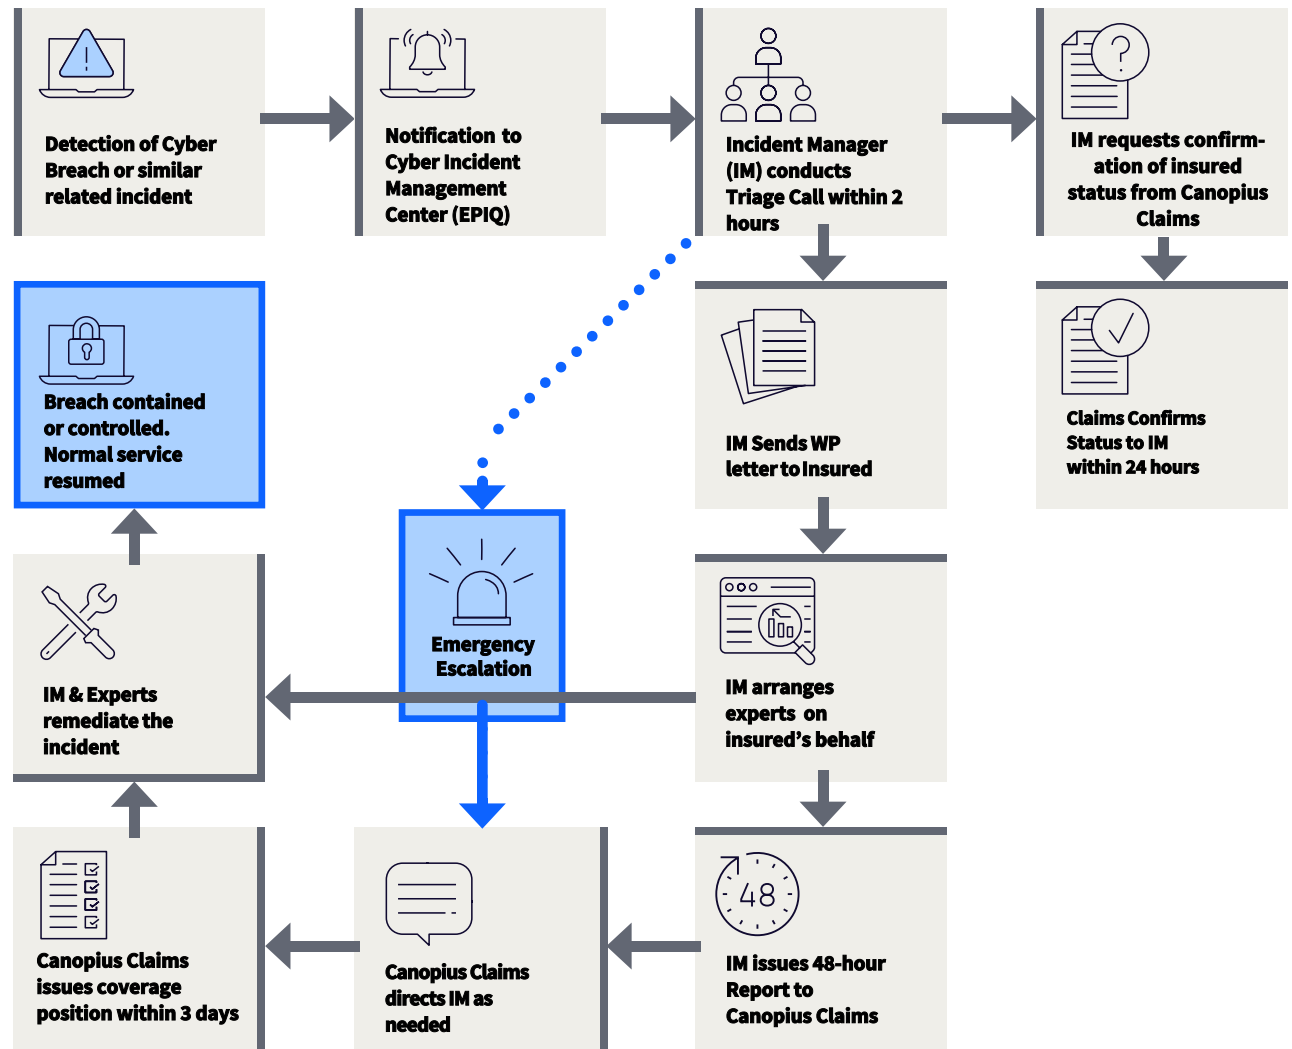 Detection of Cyber
Breach or similar
related incident
Notification to
Cyber Incident
Management
Center (EPIQ)
Incident Manager
(IM) conducts
Triage Call within 2
hours
IM requests confirm-
ation of insured
status from Canopius
Claims
Breach contained
or controlled.
Normal service
resumed
IM Sends WP
letter to Insured
Claims Confirms
Status to IM
within 24 hours
Emergency
Escalation
IM & Experts
remediate the
incident
IM arranges
experts on
insured's behalf
Canopius Claims
issues coverage
position within 3 days
Canopius Claims
directs IM as
needed
48
IM issues 48-hour
Report to
Canopius Claims